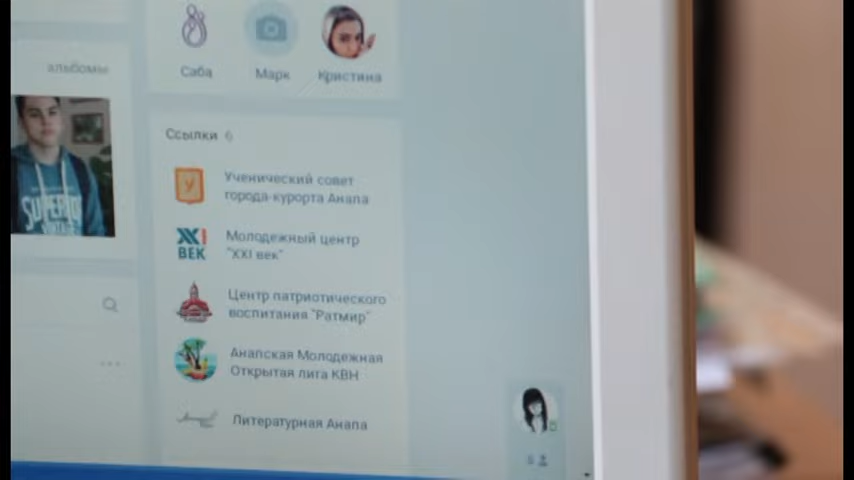 альбомы
Саба
Марк
Кристина
Ссылки 6
У
Ученический совет
города-курорта Анапа
XXI
ВЕК
Молодежный центр
"XXI век"
Центр патриотического
воспитания "Ратмир"
Анапская Молодежная
Открытая лига КВН
Литературная Анапа